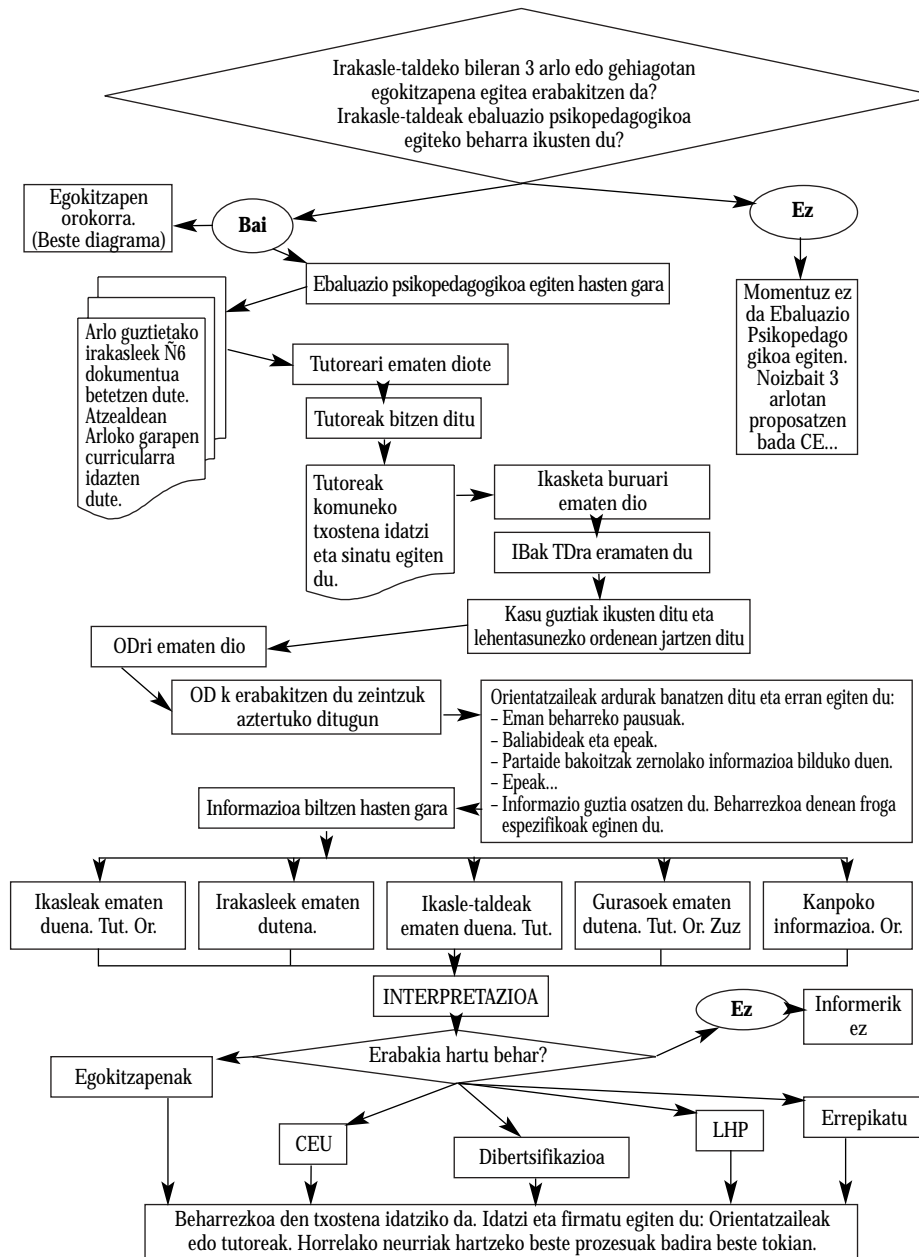 Irakasle-taldeko bileran 3 arlo edo gehiagotan
egokitzapena egitea erabakitzen da?
Irakasle-taldeak ebaluazio psikopedagogikoa
egiteko beharra ikusten du?
Egokitzapen
orokorra.
(Beste diagrama)
Bai
Ez
Ebaluazio psikopedagogikoa egiten hasten gara
Momentuz ez
da Ebaluazio
Psikopedago
gikoa egiten.
Noizbait 3
arlotan
proposatzen
bada CE...
Arlo guztietako
irakasleek Ñ6
dokumentua
betetzen dute.
Atzealdean
Arloko garapen
curricularra
idazten
dute.
Tutoreari ematen diote
Tutoreak bitzen ditu
Tutoreak
komuneko
txostena idatzi
eta sinatu egiten
du.
Ikasketa buruari
ematen dio
IBak TDra eramaten du
Kasu guztiak ikusten ditu eta
lehentasunezko ordenean jartzen ditu
ODri ematen dio
OD k erabakitzen du zeintzuk
aztertuko ditugun
Orientatzaileak ardurak banatzen ditu eta erran egiten du:
– Eman beharreko pausuak.
– Baliabideak eta epeak.
– Partaide bakoitzak zernolako informazioa bilduko duen.
– Epeak...
– Informazio guztia osatzen du. Beharrezkoa denean froga
espezifikoak eginen du.
Informazioa biltzen hasten gara
Ikasleak ematen
duena. Tut. Or.
Irakasleek ematen
dutena.
Ikasle-taldeak
ematen duena. Tut.
Gurasoek ematen
dutena. Tut. Or. Zuz
Kanpoko
informazioa. Or.
INTERPRETAZIOA
Ez
Informerik
ez
Erabakia hartu behar?
Egokitzapenak
CEU
Dibertsifikazioa
LHP
Errepikatu
Beharrezkoa den txostena idatziko da. Idatzi eta firmatu egiten du: Orientatzaileak
edo tutoreak. Horrelako neurriak hartzeko beste prozesuak badira beste tokian.